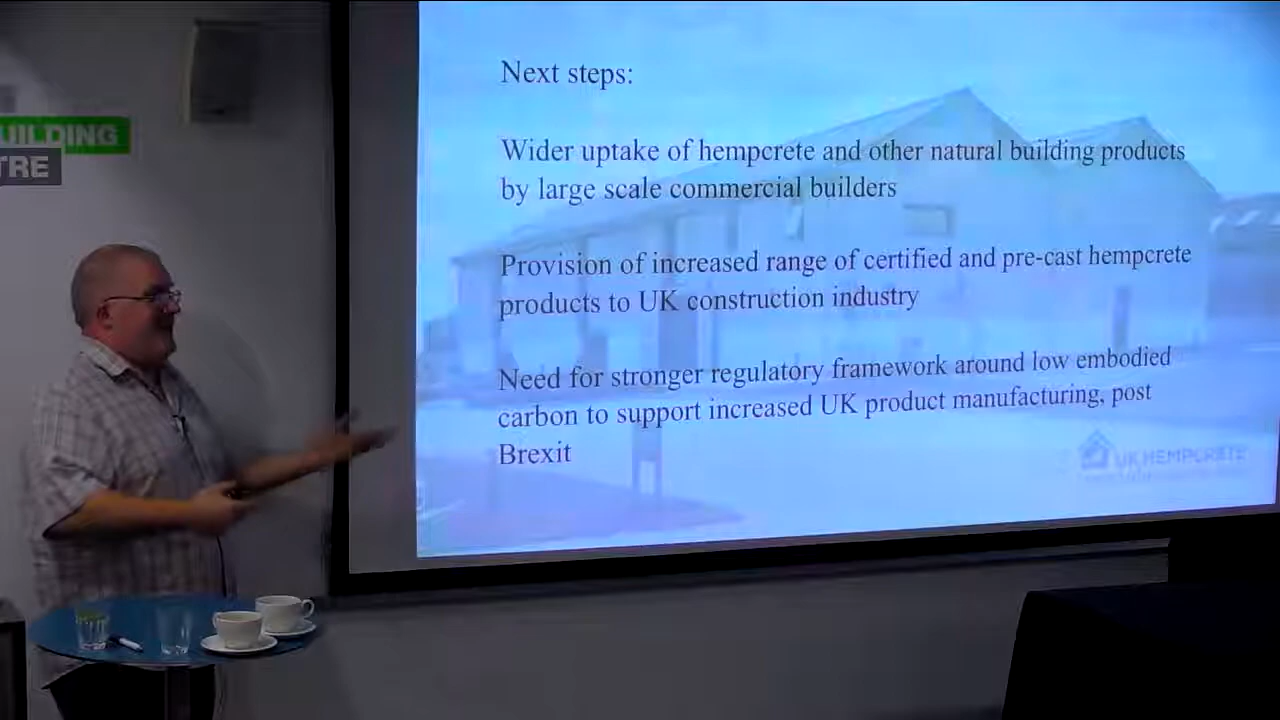 UILDING
TRE
Next steps:
Wider uptake of hempcrete and other natural building products
by large scale commercial builders
Provision of increased range of certified and pre-cast hempcrete
products to UK construction industry
Need for stronger regulatory framework around low embodied
carbon to support increased UK product manufacturing, post
Brexit
UK HEMPCRETE